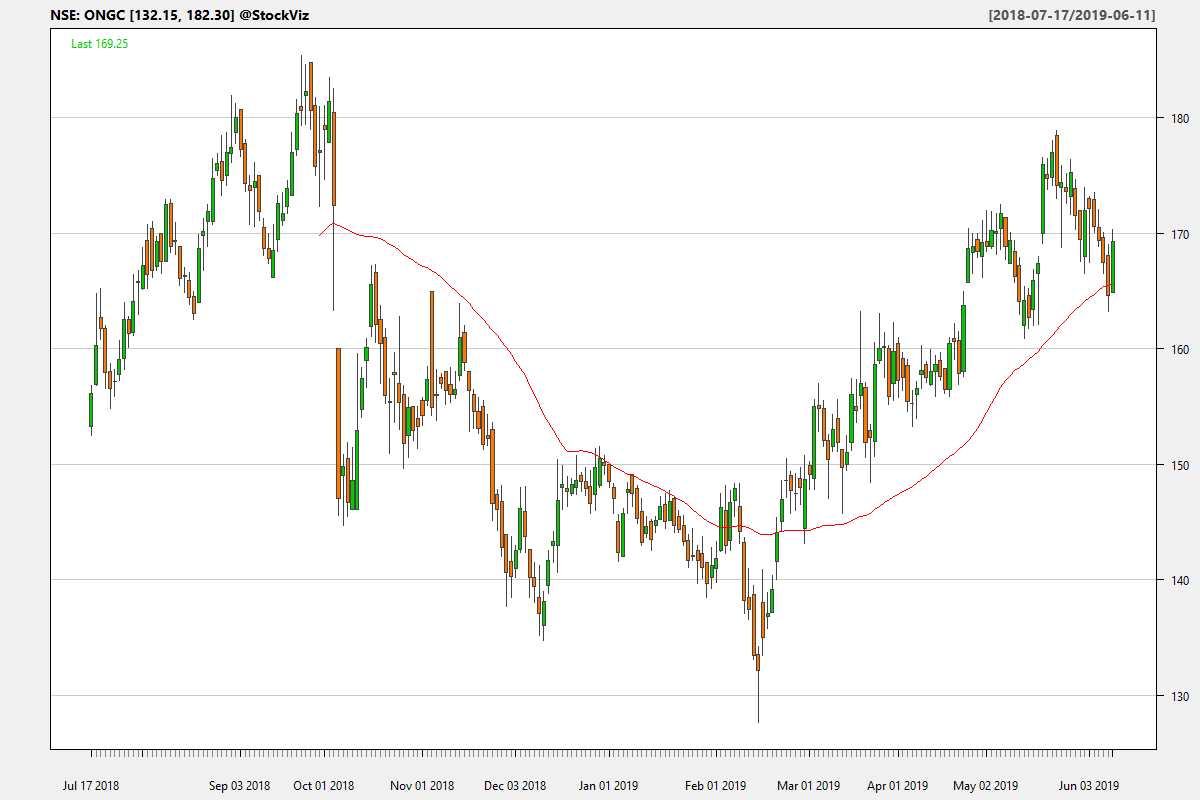 NSE: ONGC [132.15, 182.30] @StockViz
[2018-07-17/2019-06-11]
Last 169.25
180
170
160
150
140
130
Jul 17 2018 Sep 03 2018 Oct 01 2018 Nov 01 2018 Dec 03 2018 Jan 01 2019 Feb 01 2019 Mar 01 2019 Apr 01 2019 May 02 2019 Jun 03 2019